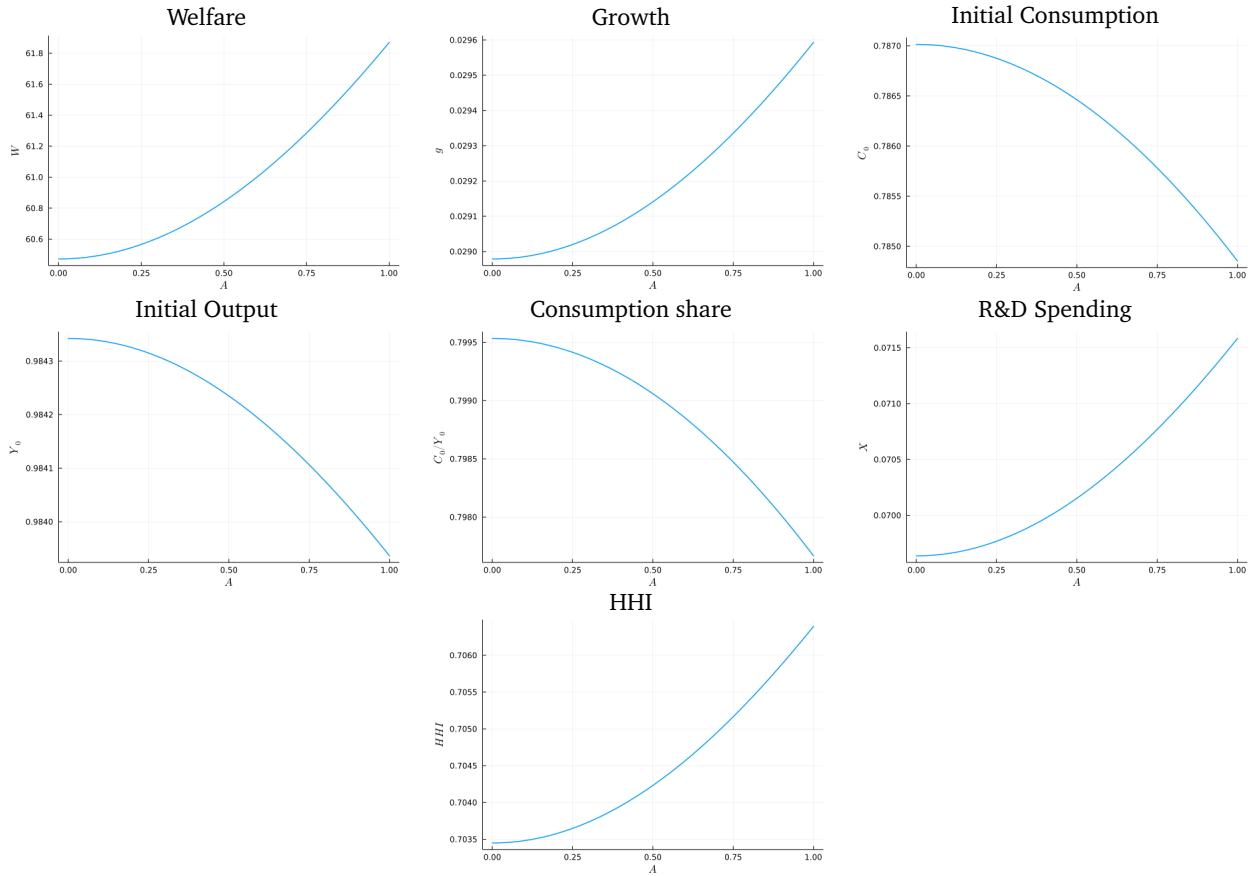 Welfare
61.8
61.6
61.4
61.2
61.0
60.8
60.6
W
0.00 0.25 0.50 0.75 1.00
A
Growth
0.0296
0.0295
0.0294
0.0293
0.0292
0.0291
0.0290
g
0.00 0.25 0.50 0.75 1.00
A
Initial Consumption
0.7870
0.7865
0.7860
0.7855
0.7850
C₀
0.00 0.25 0.50 0.75 1.00
A
Initial Output
0.9843
0.9842
0.9841
0.9840
Y₀
0.00 0.25 0.50 0.75 1.00
A
Consumption share
0.7995
0.7990
0.7985
0.7980
C₀/Y₀
0.00 0.25 0.50 0.75 1.00
A
R&D Spending
0.0715
0.0710
0.0705
0.0700
X
0.00 0.25 0.50 0.75 1.00
A
HHI
0.7060
0.7055
0.7050
0.7045
0.7040
0.7035
HHI
0.00 0.25 0.50 0.75 1.00
A